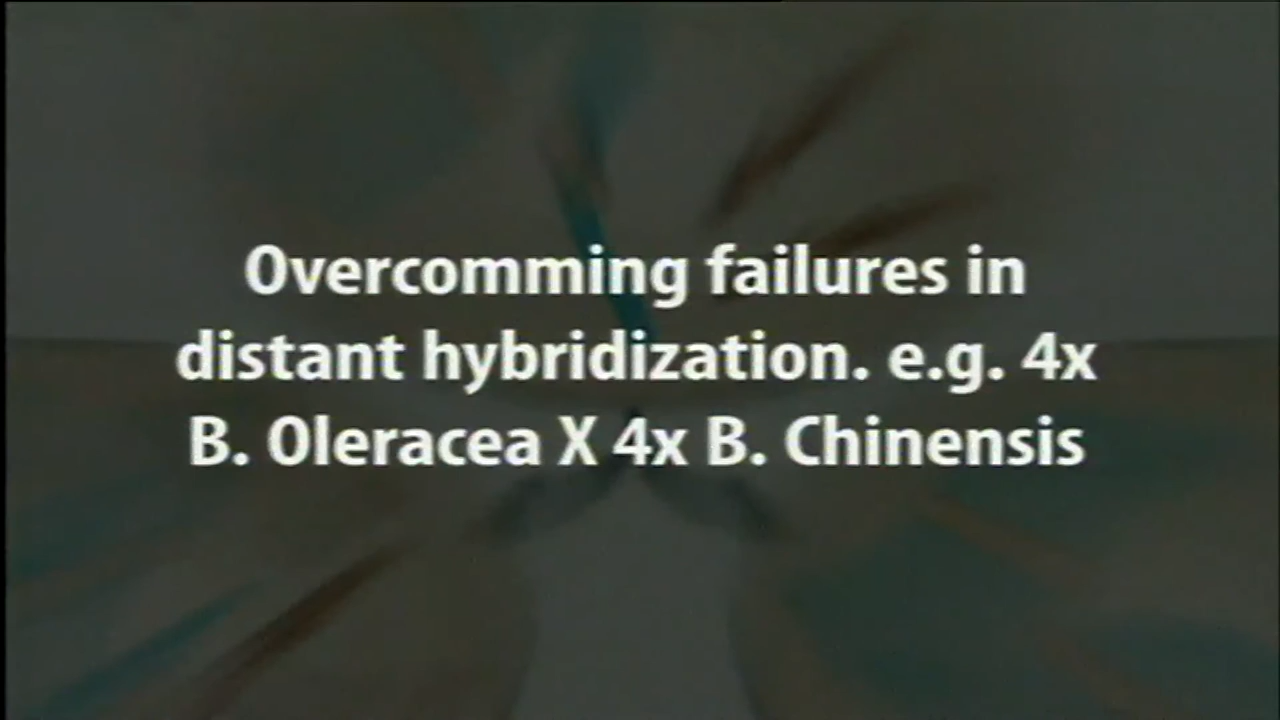 Overcomming failures in
distant hybridization. e.g. 4x
B. Oleracea X 4x B. Chinensis